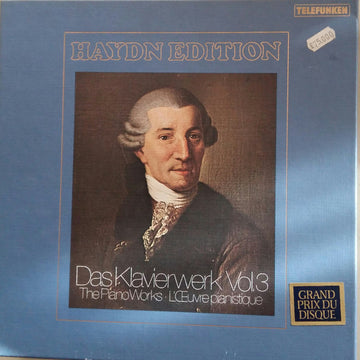 TELEFUNKEN
HAYDN EDITION
Das Klavierwerk Vol.3
The Piano Works · L'Œuvre pianistique
GRAND
PRIX DU
DISQUE